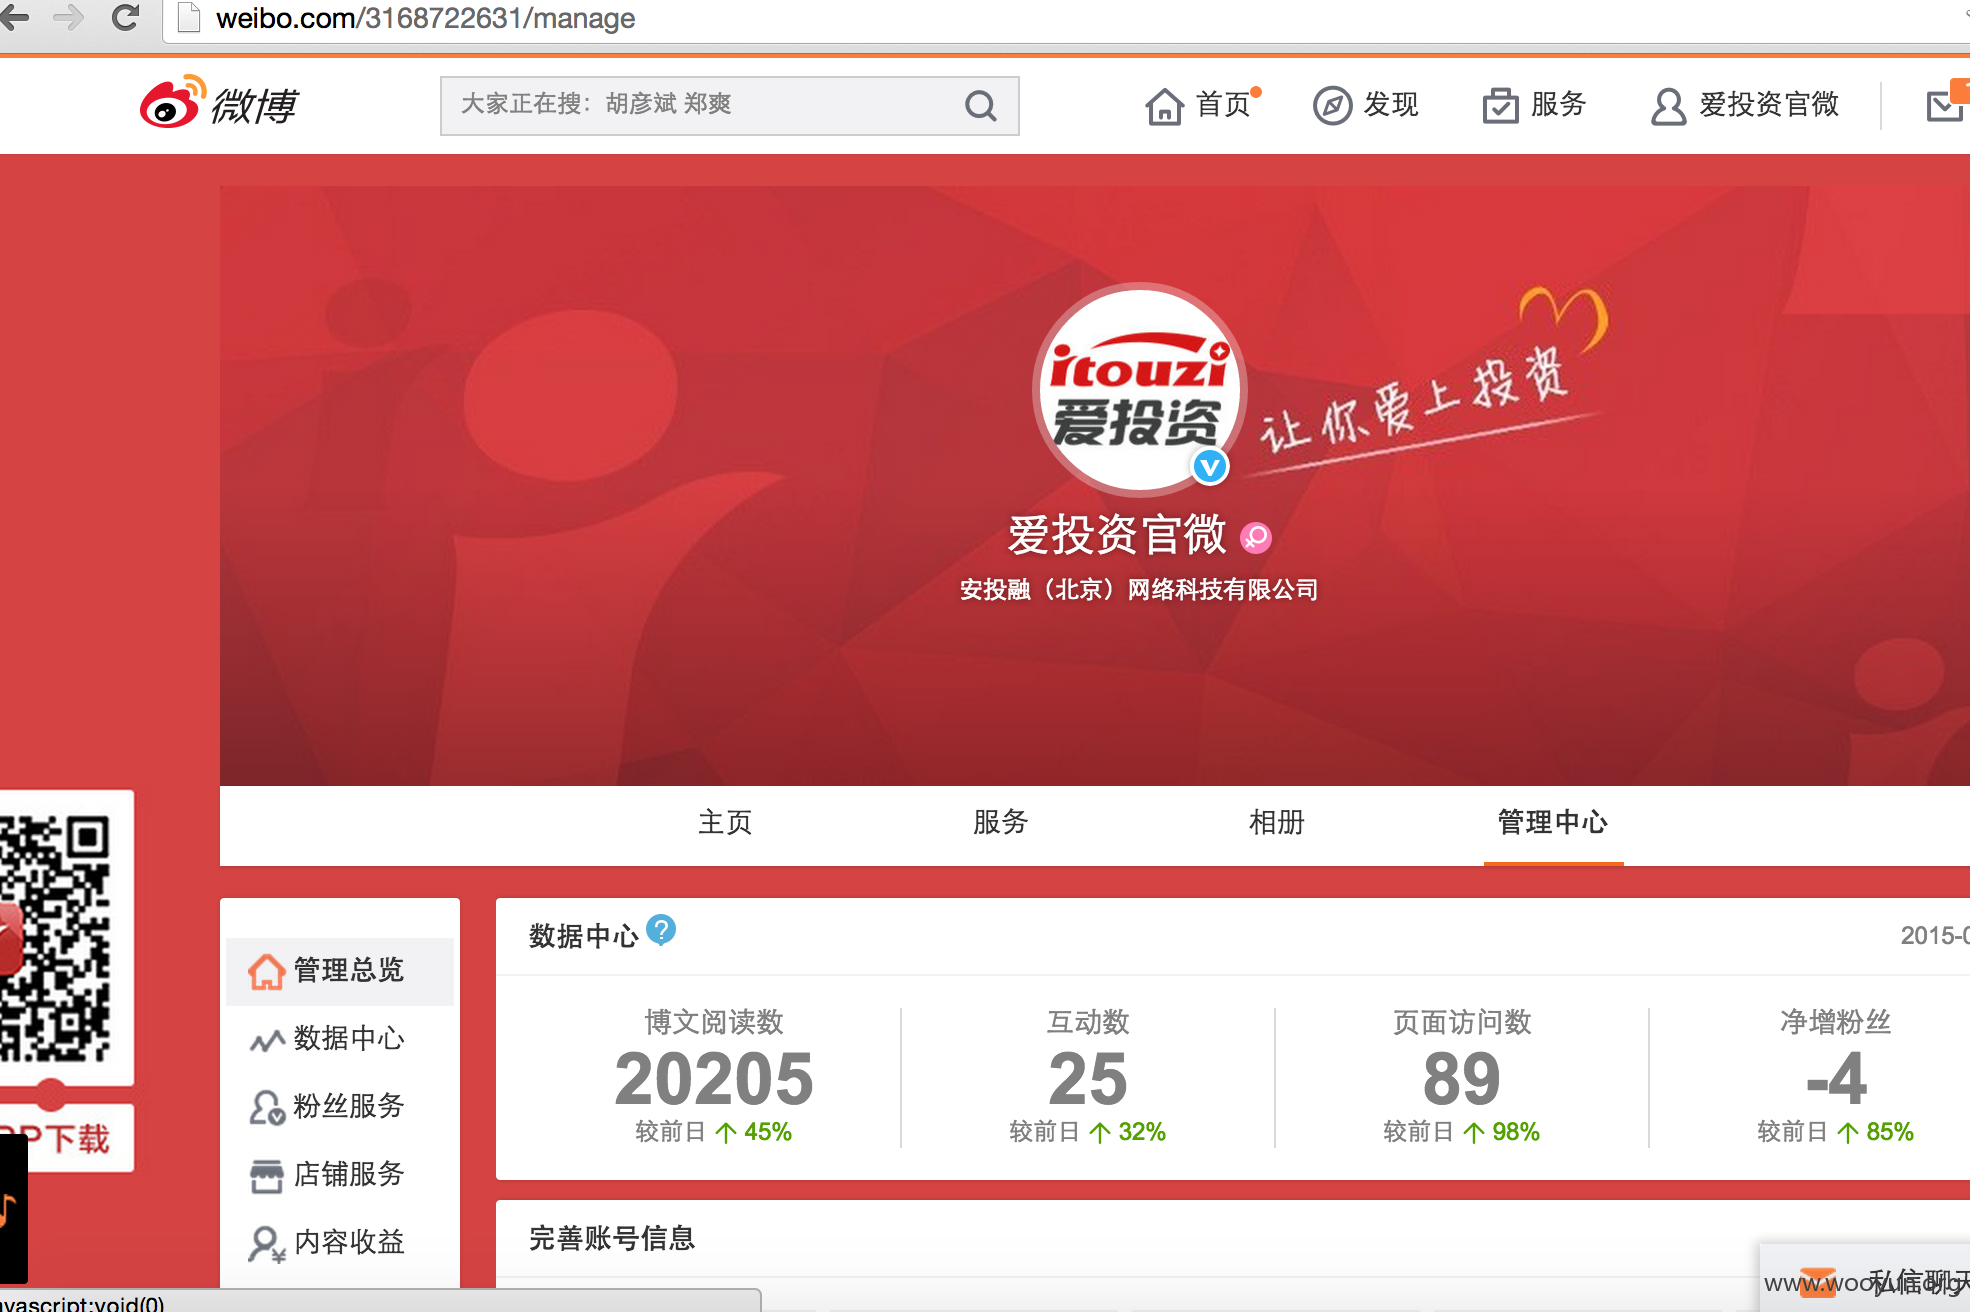 weibo.com/3168722631/manage
微博
大家正在搜：胡彦斌 郑爽
首页
发现
服务
爱投资官微
itouzi
爱投资
让你爱上投资
爱投资官微
安投融（北京）网络科技有限公司
主页
服务
相册
管理中心
管理总览
数据中心
粉丝服务
店铺服务
内容收益
数据中心 ?
2015-0
博文阅读数
20205
较前日 ↑ 45%
互动数
25
较前日 ↑ 32%
页面访问数
89
较前日 ↑ 98%
净增粉丝
-4
较前日 ↑ 85%
完善账号信息
PP下载
私信聊天
www.wooyun.org
avascript:void(0)